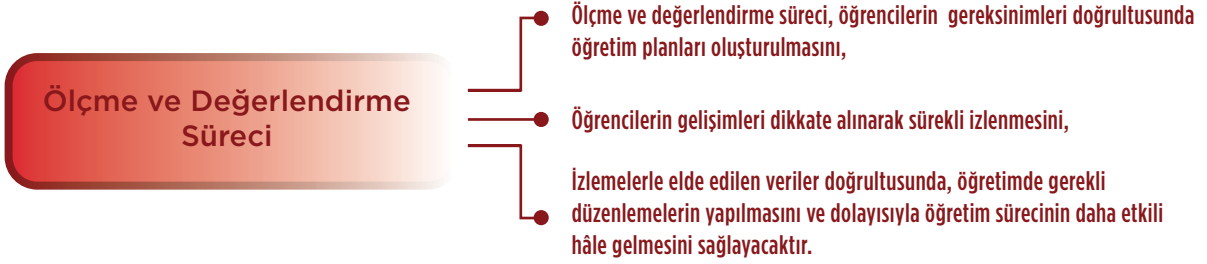 Ölçme ve Değerlendirme
Süreci
Ölçme ve değerlendirme süreci, öğrencilerin gereksinimleri doğrultusunda
öğretim planları oluşturulmasını,
Öğrencilerin gelişimleri dikkate alınarak sürekli izlenmesini,
İzlemelerle elde edilen veriler doğrultusunda, öğretimde gerekli
düzenlemelerin yapılmasını ve dolayısıyla öğretim sürecinin daha etkili
hâle gelmesini sağlayacaktır.